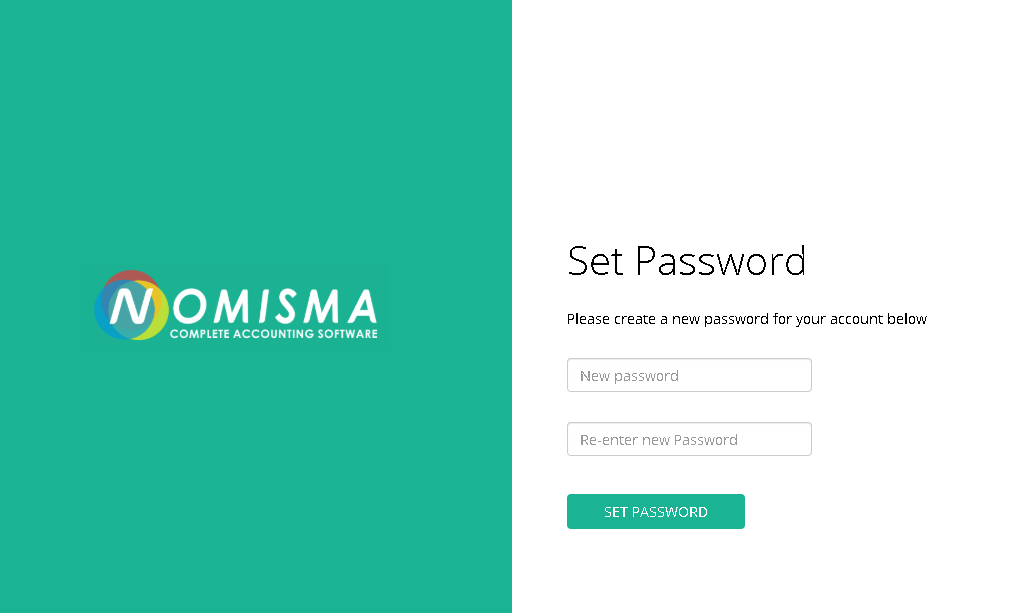 NOMISMA
COMPLETE ACCOUNTING SOFTWARE
Set Password
Please create a new password for your account below
New password
Re-enter new Password
SET PASSWORD